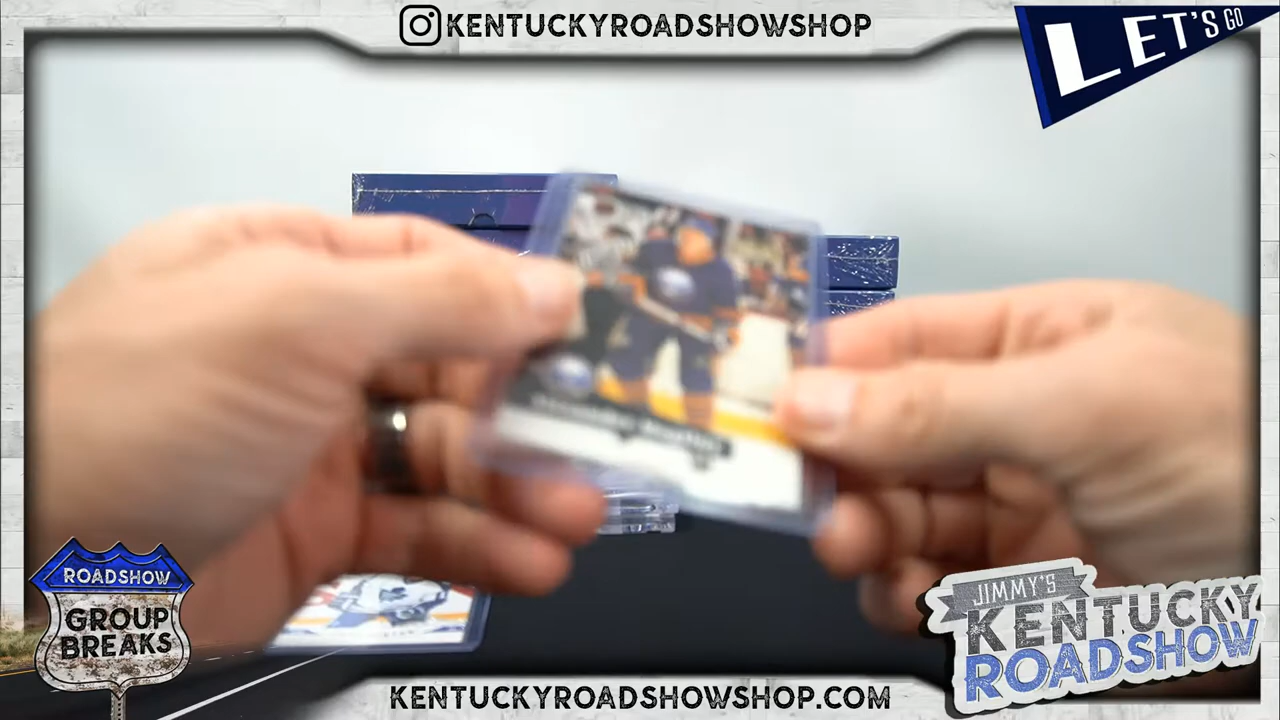 KENTUCKYROADSHOWSHOP
LET'S GO
ROADSHOW
GROUP
BREAKS
JIMMY'S
KENTUCKY
ROADSHOW
KENTUCKYROADSHOWSHOP.COM